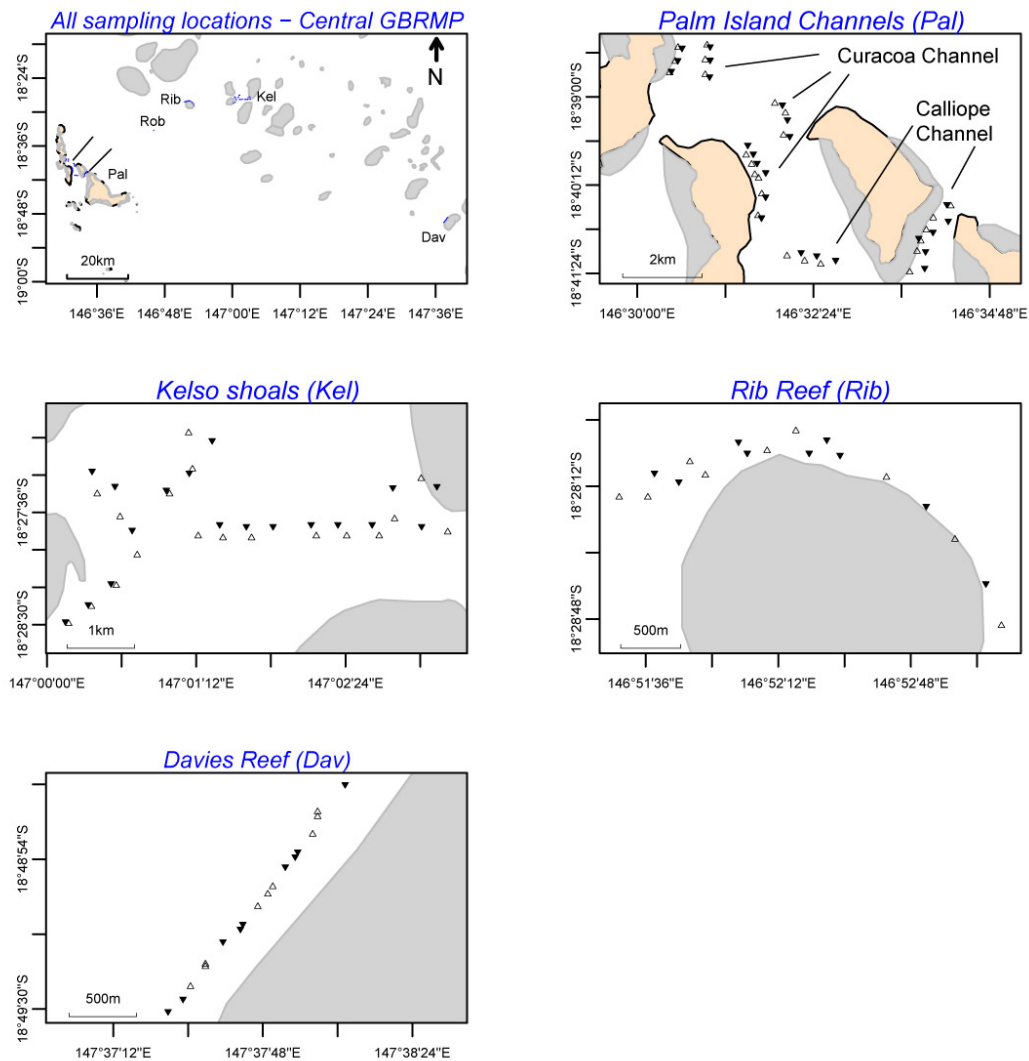 All sampling locations – Central GBRMP
N
Rib
Kel
Rob
Pal
Dav
20km
18°24'S
18°36'S
18°48'S
19°00'S
146°36'E
146°48'E
147°00'E
147°12'E
147°24'E
147°36'E
Palm Island Channels (Pal)
Curacoa Channel
Calliope
Channel
2km
18°39'00"S
18°40'12"S
18°41'24"S
146°30'00"E
146°32'24"E
146°34'48"E
Kelso shoals (Kel)
1km
18°27'36"S
18°28'30"S
147°00'00"E
147°01'12"E
147°02'24"E
Rib Reef (Rib)
500m
18°28'12"S
18°28'48"S
146°51'36"E
146°52'12"E
146°52'48"E
Davies Reef (Dav)
500m
18°48'54"S
18°49'30"S
147°37'12"E
147°37'48"E
147°38'24"E